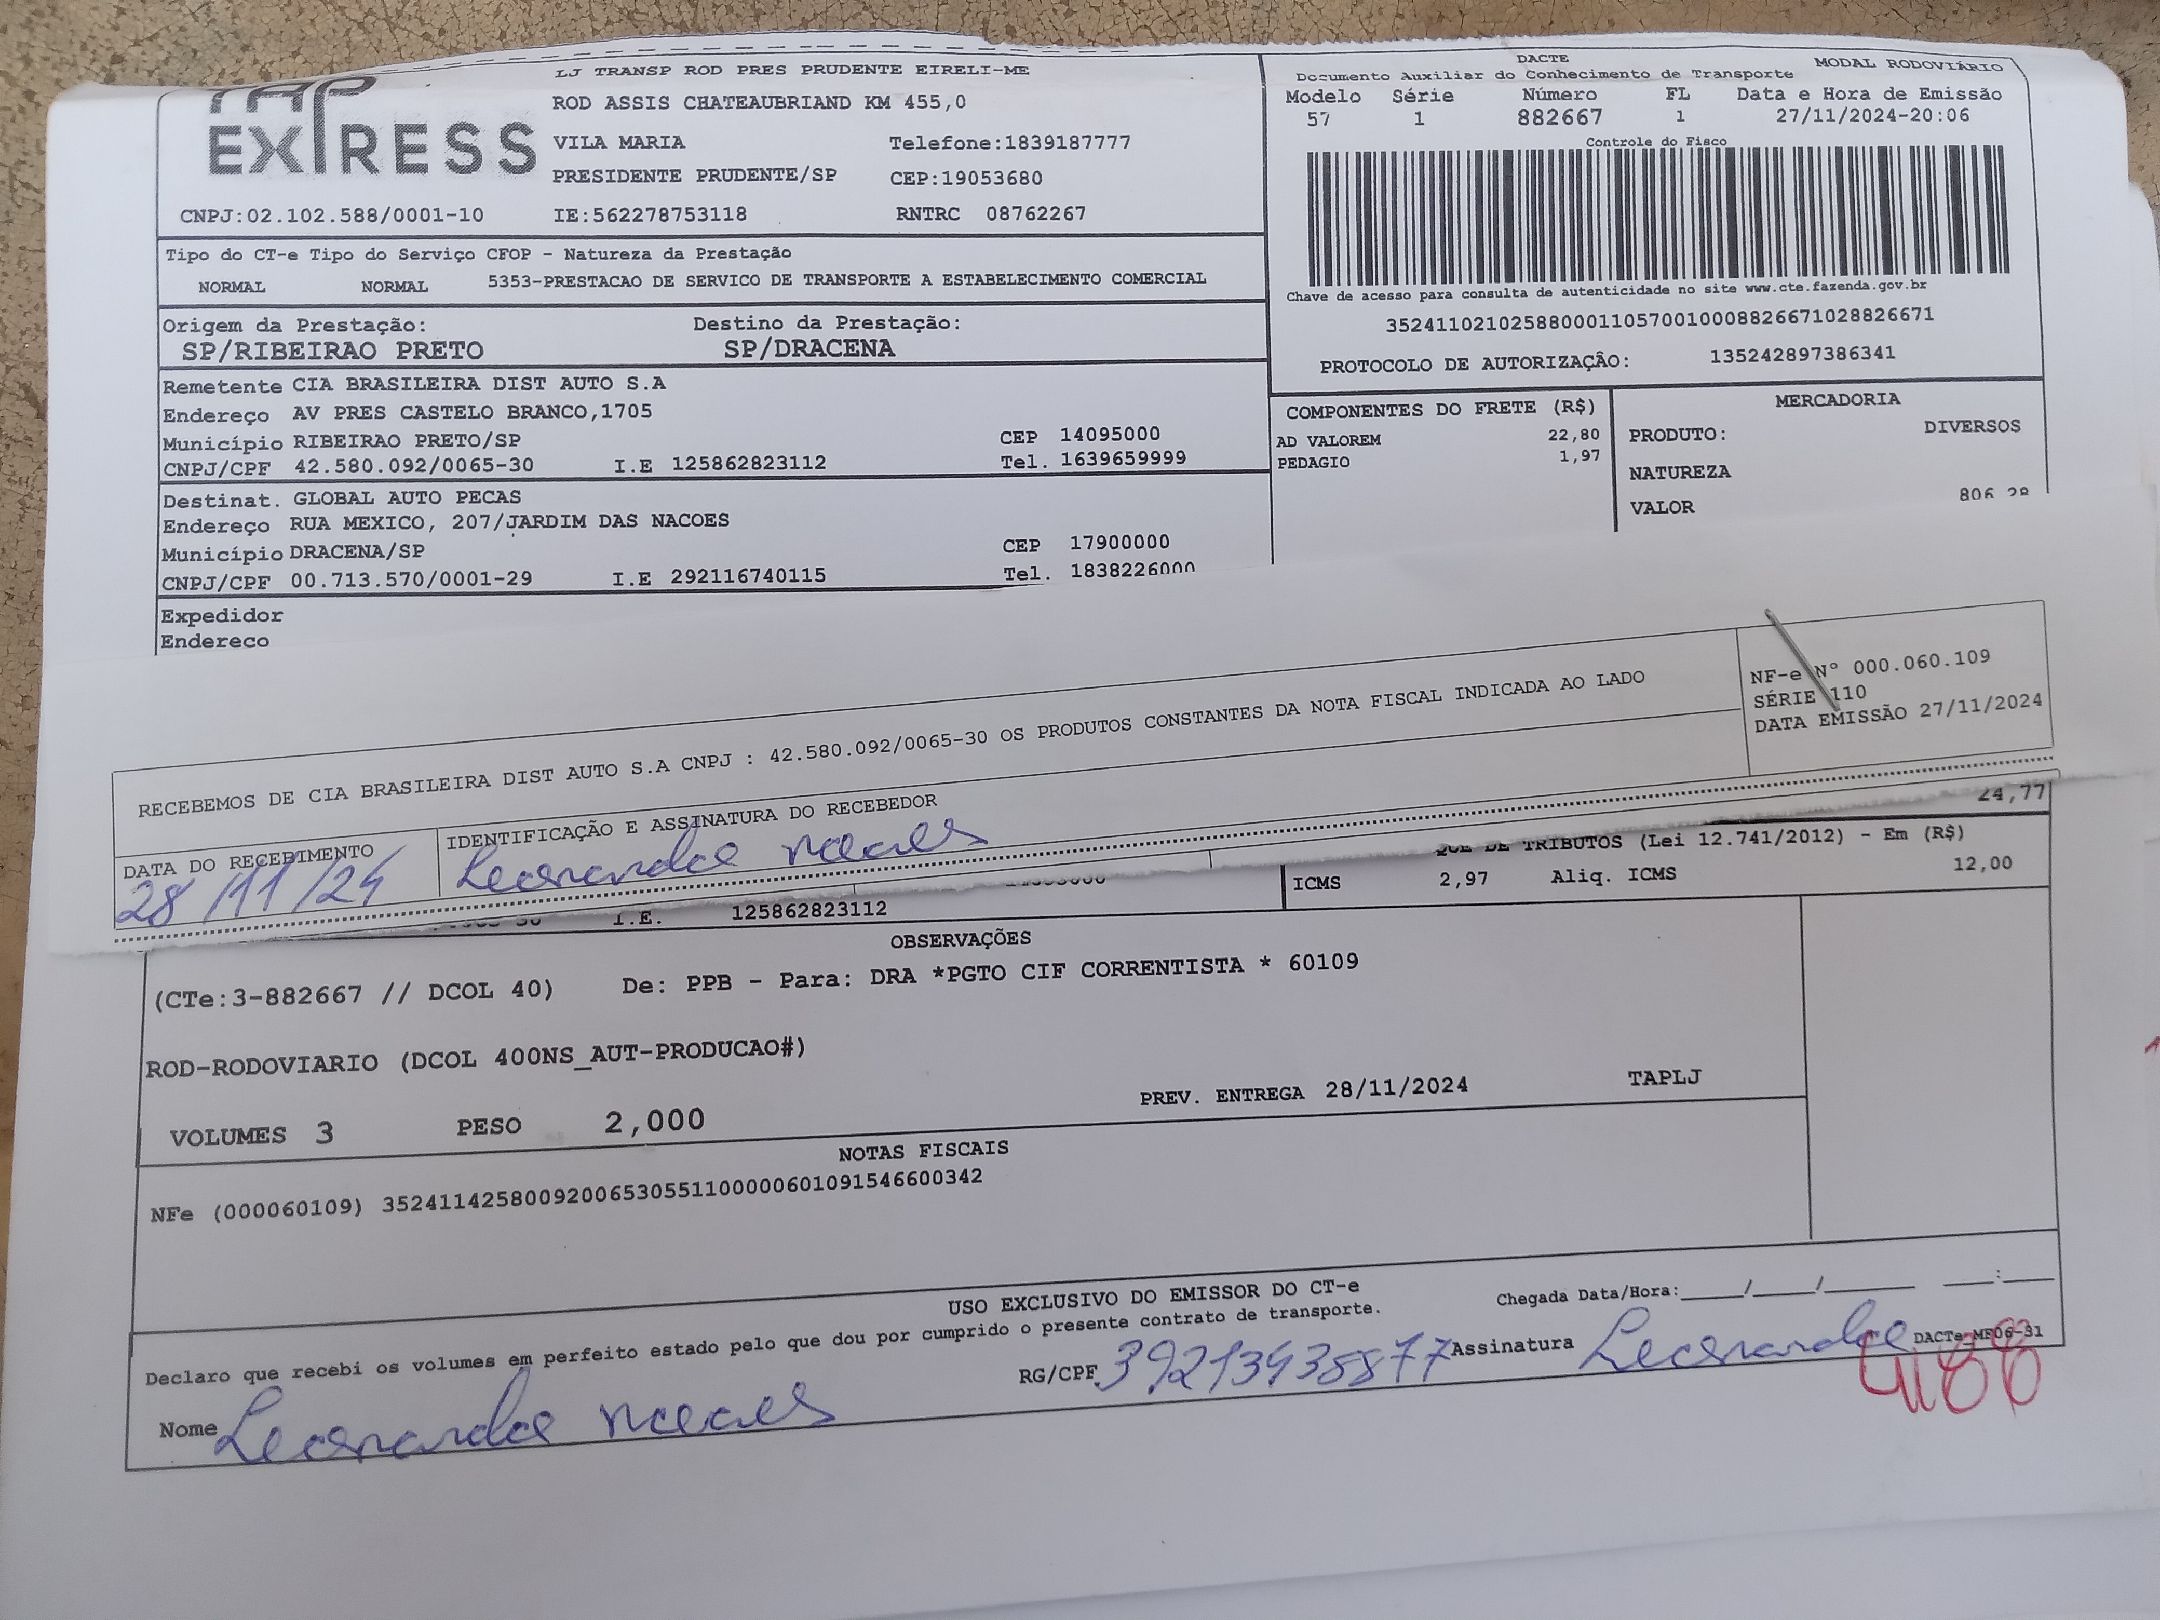 EXPRESS
LJ TRANSP ROD PRES PRUDENTE EIRELI-ME
ROD ASSIS CHATEAUBRIAND KM 455,0
VILA MARIA Telefone:1839187777
PRESIDENTE PRUDENTE/SP CEP:19053680
CNPJ:02.102.588/0001-10 IE:562278753118 RNTRC 08762267
DACTE MODAL RODOVIÁRIO
Documento Auxiliar do Conhecimento de Transporte
Modelo Série Número FL Data e Hora de Emissão
57 1 882667 1 27/11/2024-20:06
Controle do Fisco
Chave de acesso para consulta de autenticidade no site www.cte.fazenda.gov.br
35241102102588000110570010008826671028826671
PROTOCOLO DE AUTORIZAÇÃO: 135242897386341
Tipo do CT-e Tipo do Serviço CFOP - Natureza da Prestação
NORMAL NORMAL 5353-PRESTACAO DE SERVICO DE TRANSPORTE A ESTABELECIMENTO COMERCIAL
Origem da Prestação: Destino da Prestação:
SP/RIBEIRAO PRETO SP/DRACENA
Remetente CIA BRASILEIRA DIST AUTO S.A
Endereço AV PRES CASTELO BRANCO,1705
Município RIBEIRAO PRETO/SP CEP 14095000
CNPJ/CPF 42.580.092/0065-30 I.E 125862823112 Tel. 1639659999
Destinat. GLOBAL AUTO PECAS
Endereço RUA MEXICO, 207/JARDIM DAS NACOES
Município DRACENA/SP CEP 17900000
CNPJ/CPF 00.713.570/0001-29 I.E 292116740115 Tel. 1838226000
Expedidor
Endereco
COMPONENTES DO FRETE (R$)
AD VALOREM 22,80
PEDAGIO 1,97
MERCADORIA
PRODUTO: DIVERSOS
NATUREZA
VALOR 806,28
RECEBEMOS DE CIA BRASILEIRA DIST AUTO S.A CNPJ : 42.580.092/0065-30 OS PRODUTOS CONSTANTES DA NOTA FISCAL INDICADA AO LADO
NF-e Nº 000.060.109
SÉRIE 110
DATA EMISSÃO 27/11/2024
DATA DO RECEBIMENTO IDENTIFICAÇÃO E ASSINATURA DO RECEBEDOR
28/11/24
24,77
DE TRIBUTOS (Lei 12.741/2012) - Em (R$)
ICMS 2,97 Aliq. ICMS 12,00
I.E. 125862823112
OBSERVAÇÕES
(CTe:3-882667 // DCOL 40) De: PPB - Para: DRA *PGTO CIF CORRENTISTA * 60109
ROD-RODOVIARIO (DCOL 400NS_AUT-PRODUCAO#)
VOLUMES 3 PESO 2,000 PREV. ENTREGA 28/11/2024 TAPLJ
NOTAS FISCAIS
NFe (000060109) 35241142580092006530551100000601091546600342
USO EXCLUSIVO DO EMISSOR DO CT-e
Declaro que recebi os volumes em perfeito estado pelo que dou por cumprido o presente contrato de transporte.
Chegada Data/Hora:_____/_____/_______ ____:____
Nome RG/CPF 39213438877 Assinatura
DACTe-MF06-31